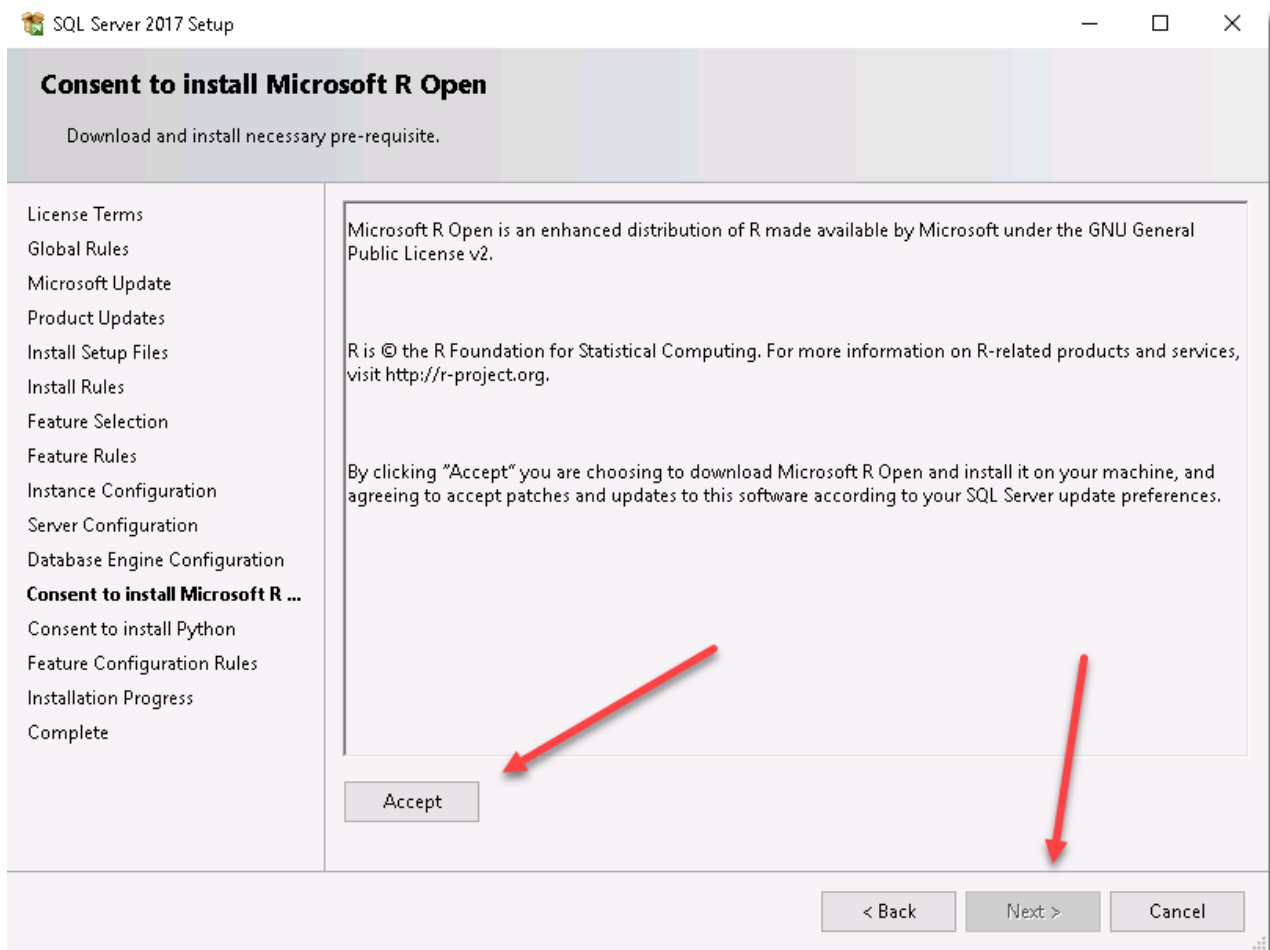 SQL Server 2017 Setup
Consent to install Microsoft R Open
Download and install necessary pre-requisite.
License Terms
Global Rules
Microsoft Update
Product Updates
Install Setup Files
Install Rules
Feature Selection
Feature Rules
Instance Configuration
Server Configuration
Database Engine Configuration
Consent to install Microsoft R ...
Consent to install Python
Feature Configuration Rules
Installation Progress
Complete
Microsoft R Open is an enhanced distribution of R made available by Microsoft under the GNU General
Public License v2.
R is © the R Foundation for Statistical Computing. For more information on R-related products and services,
visit http://r-project.org.
By clicking "Accept" you are choosing to download Microsoft R Open and install it on your machine, and
agreeing to accept patches and updates to this software according to your SQL Server update preferences.
Accept
< Back
Next >
Cancel